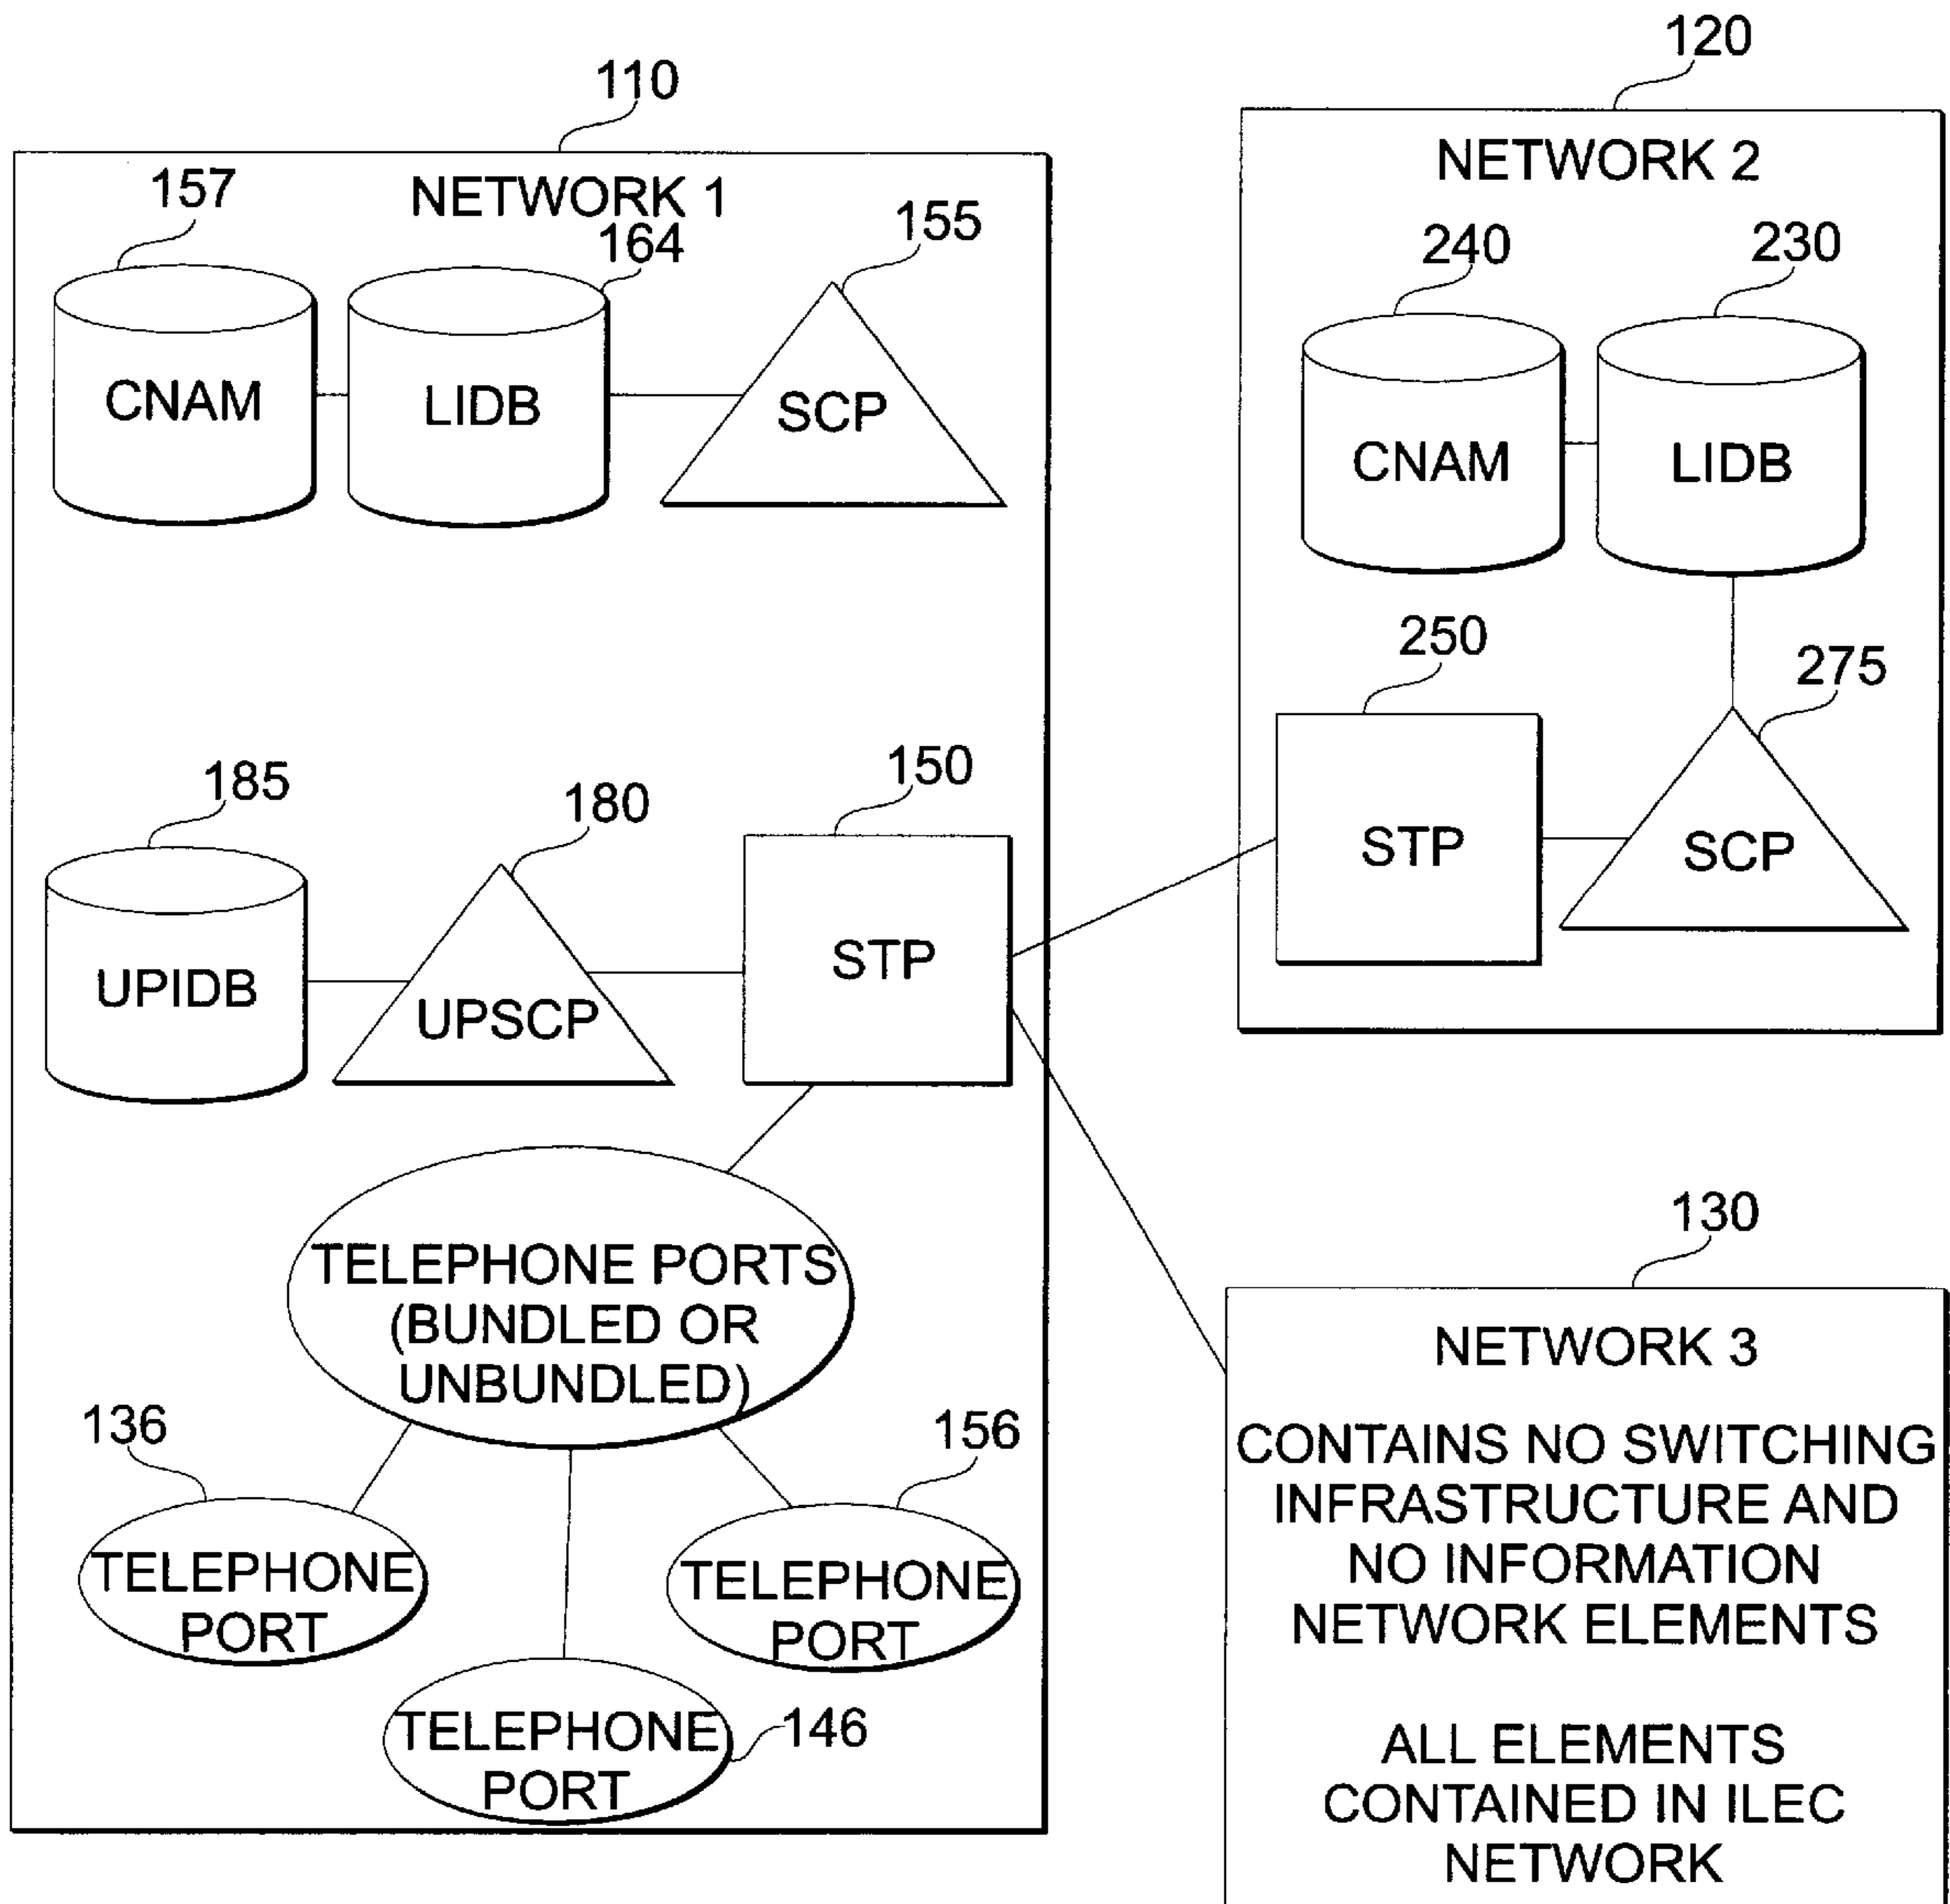 120
110
NETWORK 2
157
NETWORK 1
164
155
240
230
CNAM
LIDB
SCP
CNAM
LIDB
250
275
185
180
150
STP
SCP
UPIDB
UPSCP
STP
130
TELEPHONE PORTS
(BUNDLED OR
UNBUNDLED)
NETWORK 3
CONTAINS NO SWITCHING
INFRASTRUCTURE AND
NO INFORMATION
NETWORK ELEMENTS
ALL ELEMENTS
CONTAINED IN ILEC
NETWORK
136
156
TELEPHONE
PORT
TELEPHONE
PORT
TELEPHONE
PORT
146